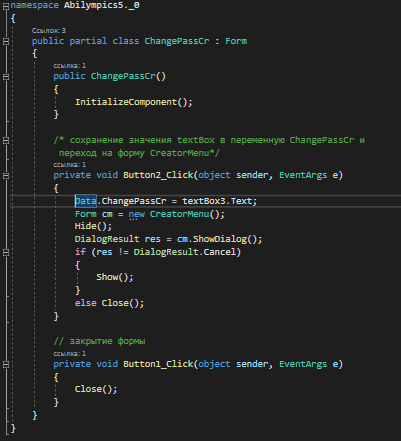 namespace Abilympics5._0
{
Ссылок: 3
public partial class ChangePassCr : Form
{
ссылка: 1
public ChangePassCr()
{
InitializeComponent();
}
/* сохранение значения textBox в переменную ChangePassCr и
переход на форму CreatorMenu*/
ссылка: 1
private void Button2_Click(object sender, EventArgs e)
{
Data.ChangePassCr = textBox3.Text;
Form cm = new CreatorMenu();
Hide();
DialogResult res = cm.ShowDialog();
if (res != DialogResult.Cancel)
{
Show();
}
else Close();
}
// закрытие формы
ссылка: 1
private void Button1_Click(object sender, EventArgs e)
{
Close();
}
}
}